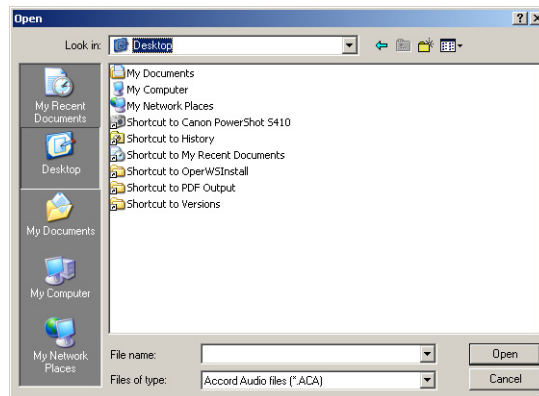 Open
Look in:
Desktop
My Recent
Documents
Desktop
My Documents
My Computer
My Network
Places
My Documents
My Computer
My Network Places
Shortcut to Canon PowerShot S410
Shortcut to History
Shortcut to My Recent Documents
Shortcut to OperWSInstall
Shortcut to PDF Output
Shortcut to Versions
File name:
Open
Files of type:
Accord Audio files (*.ACA)
Cancel